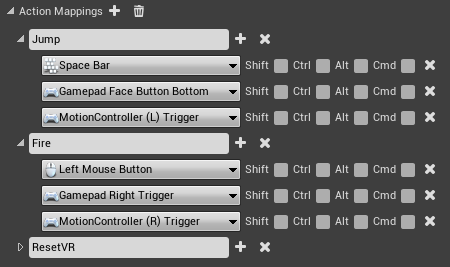 Action Mappings
Jump
Space Bar Shift Ctrl Alt Cmd
Gamepad Face Button Bottom Shift Ctrl Alt Cmd
MotionController (L) Trigger Shift Ctrl Alt Cmd
Fire
Left Mouse Button Shift Ctrl Alt Cmd
Gamepad Right Trigger Shift Ctrl Alt Cmd
MotionController (R) Trigger Shift Ctrl Alt Cmd
ResetVR